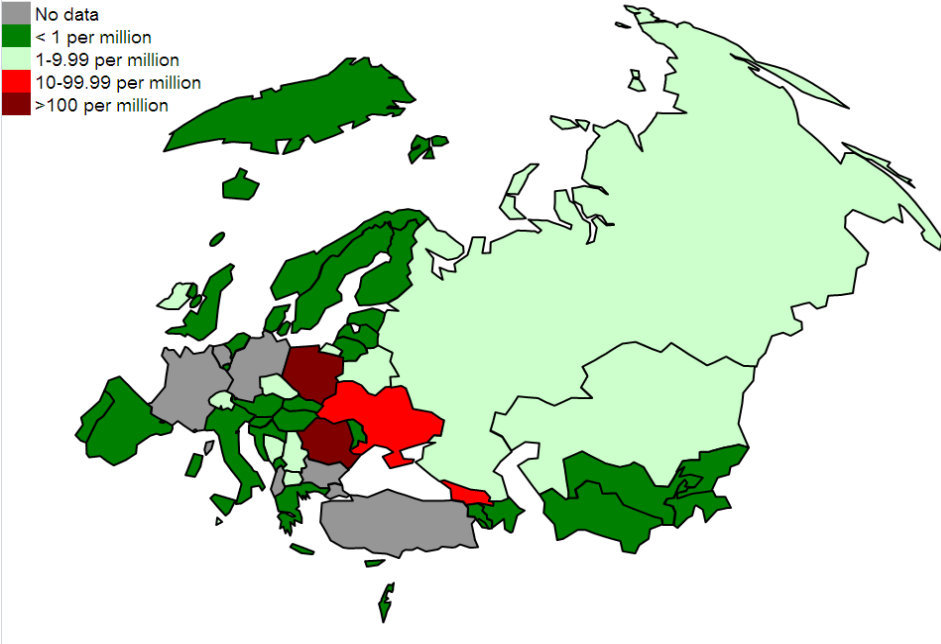 No data
< 1 per million
1-9.99 per million
10-99.99 per million
>100 per million